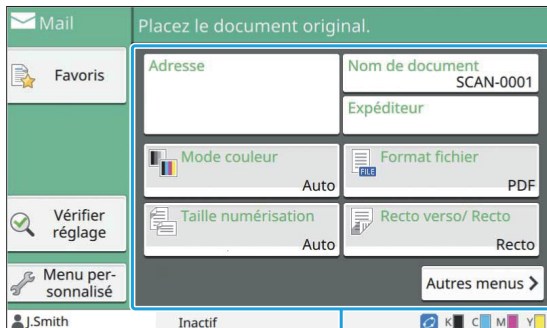 Mail
Placez le document original.
Favoris
Adresse
Nom de document
SCAN-0001
Expéditeur
Mode couleur
Auto
Format fichier
FILE
PDF
Vérifier
réglage
Taille numérisation
Auto
Recto verso/ Recto
Recto
Menu per-
sonnalisé
Autres menus >
J.Smith
Inactif
K C M Y